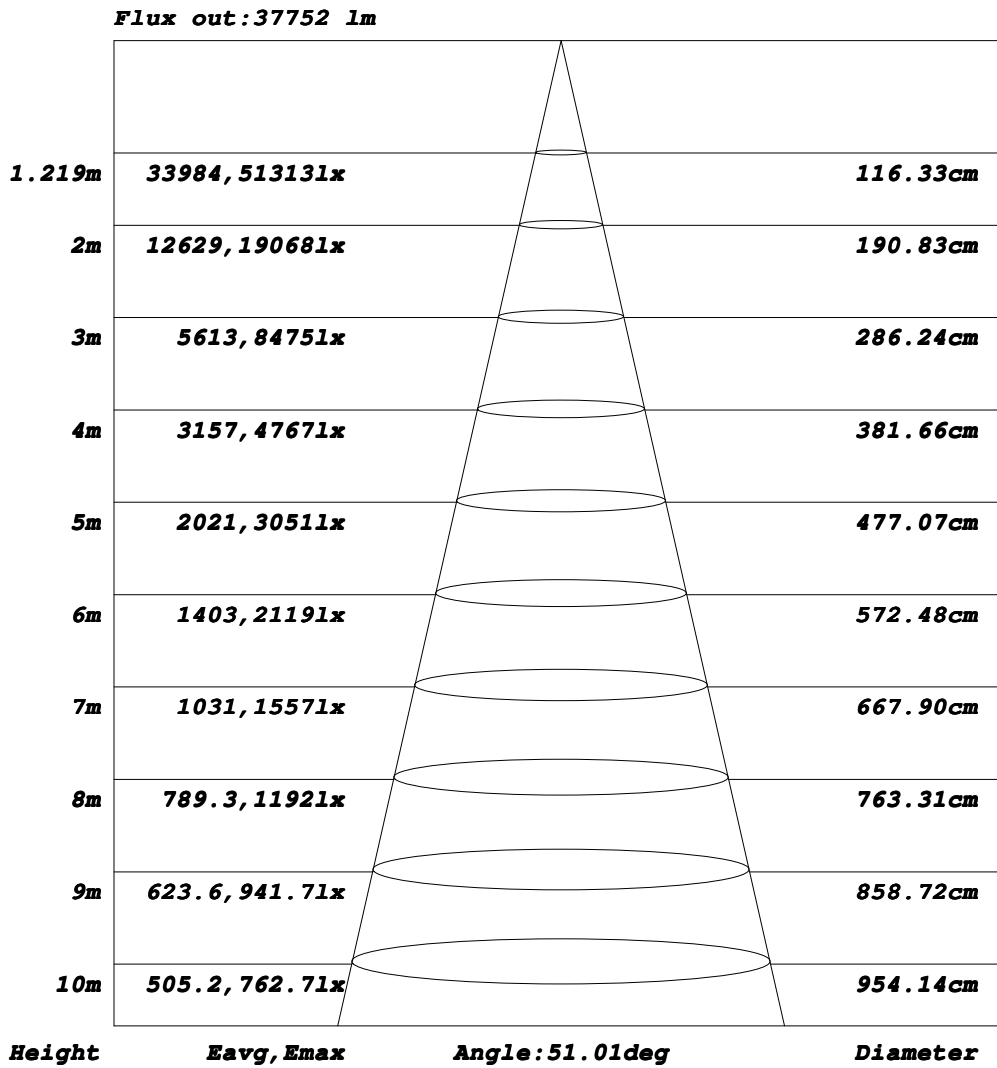 Flux out:37752 lm
1.219m 33984,51313lx 116.33cm
2m 12629,19068lx 190.83cm
3m 5613,8475lx 286.24cm
4m 3157,4767lx 381.66cm
5m 2021,3051lx 477.07cm
6m 1403,2119lx 572.48cm
7m 1031,1557lx 667.90cm
8m 789.3,1192lx 763.31cm
9m 623.6,941.7lx 858.72cm
10m 505.2,762.7lx 954.14cm
Height Eavg,Emax Angle:51.01deg Diameter